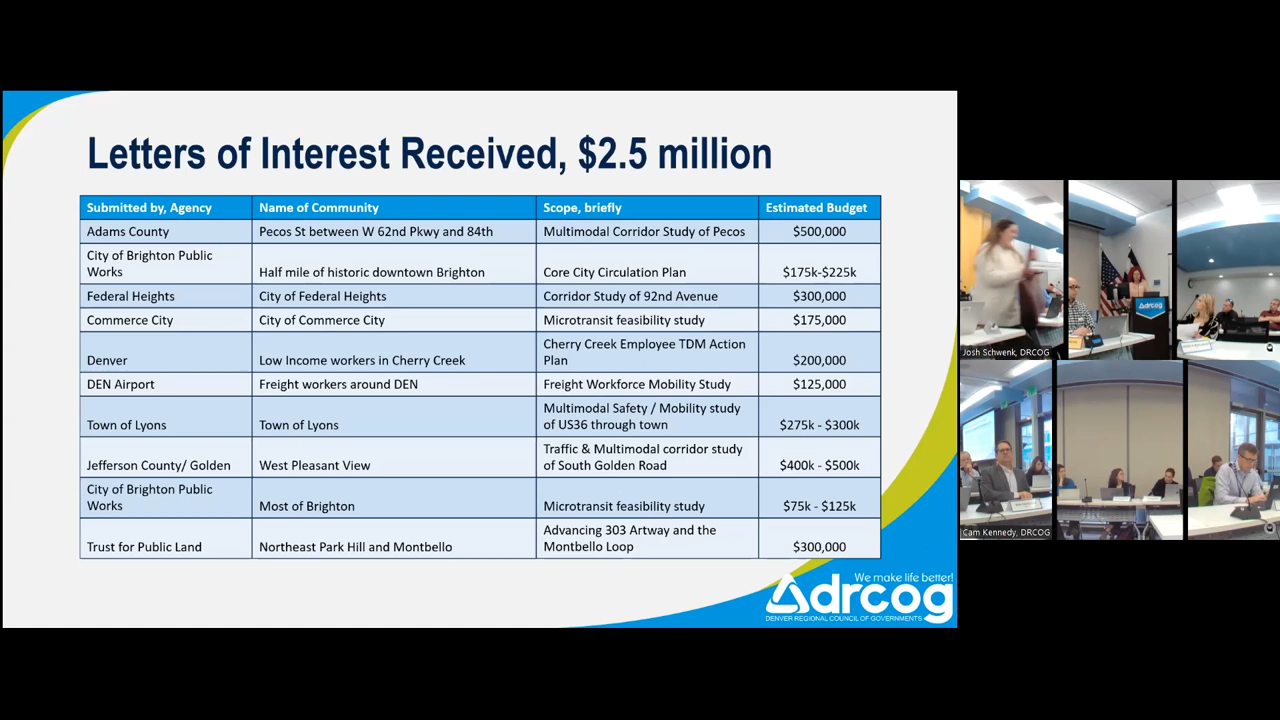 Letters of Interest Received, $2.5 million
Submitted by, Agency Name of Community Scope, briefly Estimated Budget
Adams County Pecos St between W 62nd Pkwy and 84th Multimodal Corridor Study of Pecos $500,000
City of Brighton Public
Works Half mile of historic downtown Brighton Core City Circulation Plan $175k-$225k
Federal Heights City of Federal Heights Corridor Study of 92nd Avenue $300,000
Commerce City City of Commerce City Microtransit feasibility study $175,000
Cherry Creek Employee TDM Action
Denver Low Income workers in Cherry Creek Plan $200,000
DEN Airport Freight workers around DEN Freight Workforce Mobility Study $125,000
Multimodal Safety / Mobility study
Town of Lyons Town of Lyons of US36 through town $275k - $300k
Traffic & Multimodal corridor study
Jefferson County/ Golden West Pleasant View of South Golden Road $400k - $500k
City of Brighton Public
Works Most of Brighton Microtransit feasibility study $75k - $125k
Advancing 303 Artway and the
Trust for Public Land Northeast Park Hill and Montbello Montbello Loop $300,000
We make life better!
drcog
DENVER REGIONAL COUNCIL OF GOVERNMENTS
drcog
Josh Schwenk, DRCOG
Cam Kennedy, DRCOG